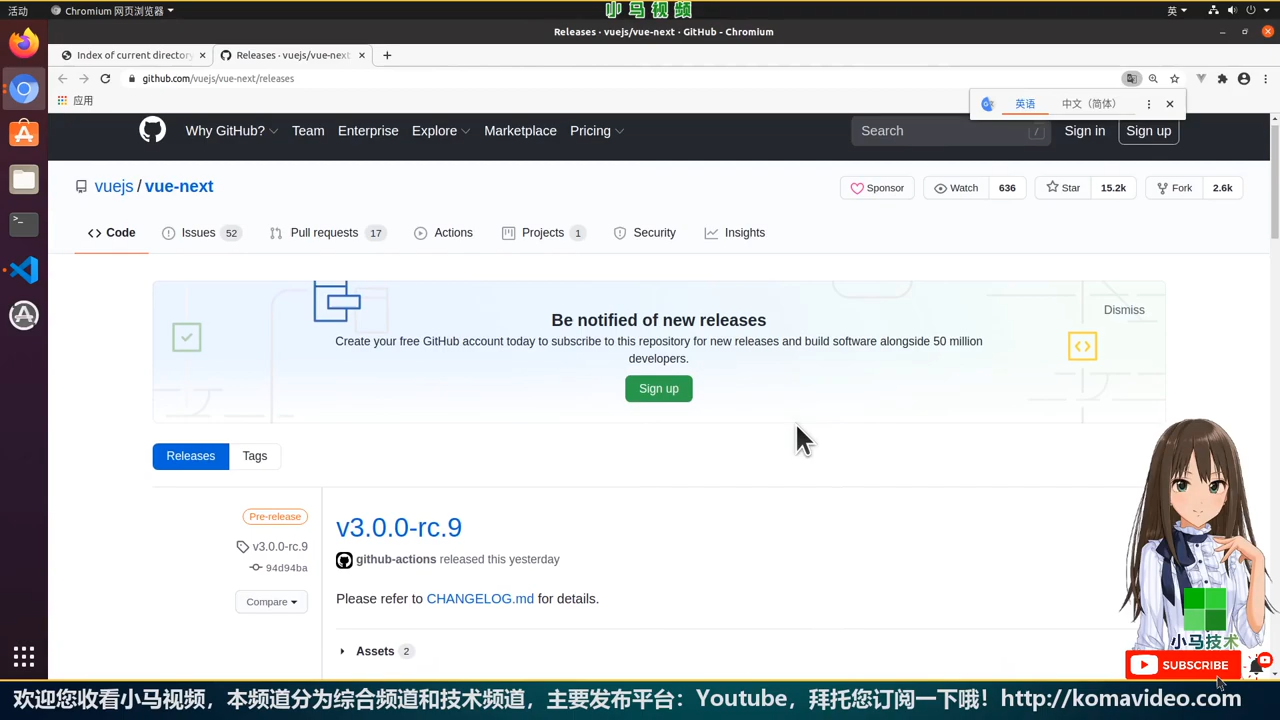 活动
Chromium 网页浏览器
小马视频
英
Releases · vuejs/vue-next · GitHub - Chromium
Index of current directory
Releases · vuejs/vue-next
github.com/vuejs/vue-next/releases
应用
英语
中文（简体）
Why GitHub?
Team
Enterprise
Explore
Marketplace
Pricing
Search
/
Sign in
Sign up
vuejs / vue-next
Sponsor
Watch 636
Star 15.2k
Fork 2.6k
Code
Issues 52
Pull requests 17
Actions
Projects 1
Security
Insights
Be notified of new releases
Dismiss
Create your free GitHub account today to subscribe to this repository for new releases and build software alongside 50 million
developers.
Sign up
Releases
Tags
Pre-release
v3.0.0-rc.9
94d94ba
Compare
v3.0.0-rc.9
github-actions released this yesterday
Please refer to CHANGELOG.md for details.
Assets 2
小马技术
SUBSCRIBE
欢迎您收看小马视频，本频道分为综合频道和技术频道，主要发布平台：Youtube，拜托您订阅一下哦！http://komavideo.com